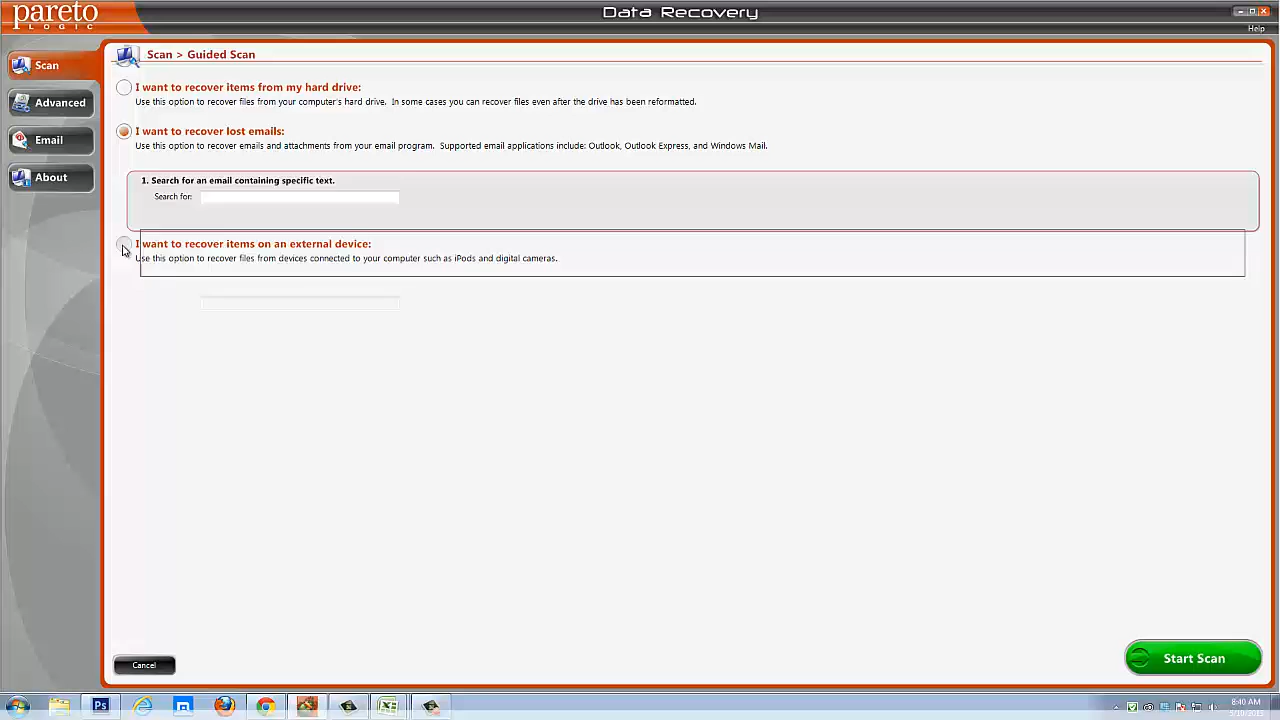 pareto
LOGIC
Data Recovery
Help
Scan
Advanced
Email
About
Scan > Guided Scan
I want to recover items from my hard drive:
Use this option to recover files from your computer's hard drive. In some cases you can recover files even after the drive has been reformatted.
I want to recover lost emails:
Use this option to recover emails and attachments from your email program. Supported email applications include: Outlook, Outlook Express, and Windows Mail.
1. Search for an email containing specific text.
Search for:
I want to recover items on an external device:
Use this option to recover files from devices connected to your computer such as iPods and digital cameras.
Cancel
Start Scan
Ps
8:40 AM